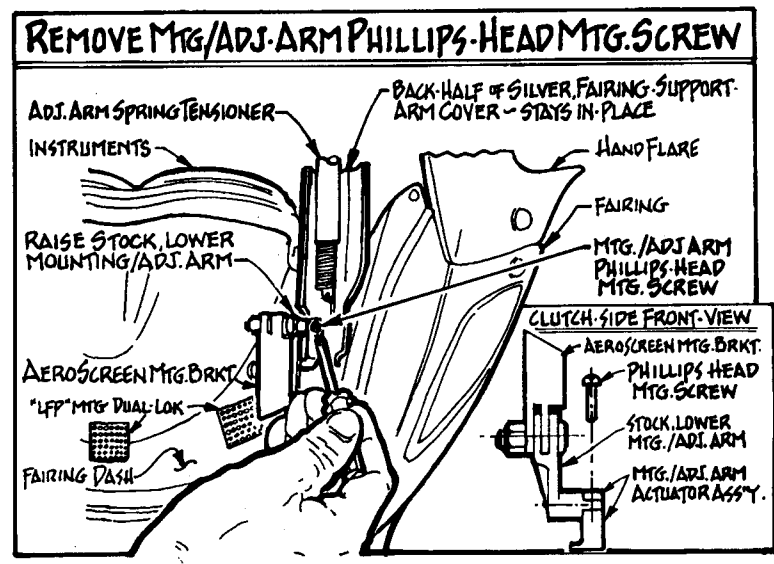 REMOVE MTG/ADJ.ARM PHILLIPS-HEAD MTG.SCREW
ADJ. ARM SPRING TENSIONER
BACK-HALF OF SILVER, FAIRING-SUPPORT-
ARM COVER ~ STAYS IN-PLACE
INSTRUMENTS
HAND FLARE
FAIRING
RAISE STOCK, LOWER
MOUNTING/ADJ. ARM
MTG./ADJ ARM
PHILLIPS-HEAD
MTG. SCREW
CLUTCH-SIDE FRONT-VIEW
AEROSCREEN MTG. BRKT.
PHILLIPS HEAD
MTG. SCREW
AEROSCREEN MTG. BRKT.
"LFP" MTG DUAL-LOK
STOCK, LOWER
MTG./ADJ. ARM
FAIRING DASH
MTG./ADJ. ARM
ACTUATOR ASS'Y.